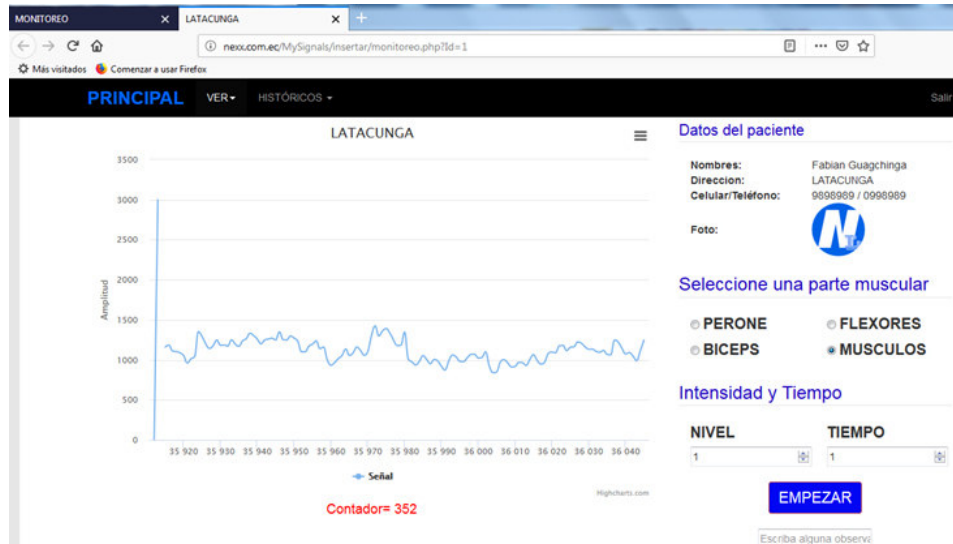 MONITOREO
LATACUNGA
nexx.com.ec/MySignals/insertar/monitoreo.php?Id=1
Más visitados
Comenzar a usar Firefox
PRINCIPAL
VER
HISTÓRICOS
Salir
LATACUNGA
3500
3000
2500
2000
1500
1000
500
0
Amplitud
35 920 35 930 35 940 35 950 35 960 35 970 35 980 35 990 36 000 36 010 36 020 36 030 36 040
Señal
Highcharts.com
Contador= 352
Datos del paciente
Nombres: Fabian Guagchinga
Direccion: LATACUNGA
Celular/Teléfono: 9898989 / 0998989
Foto:
N
Seleccione una parte muscular
PERONE FLEXORES
BICEPS MUSCULOS
Intensidad y Tiempo
NIVEL TIEMPO
1 1
EMPEZAR
Escriba alguna observa